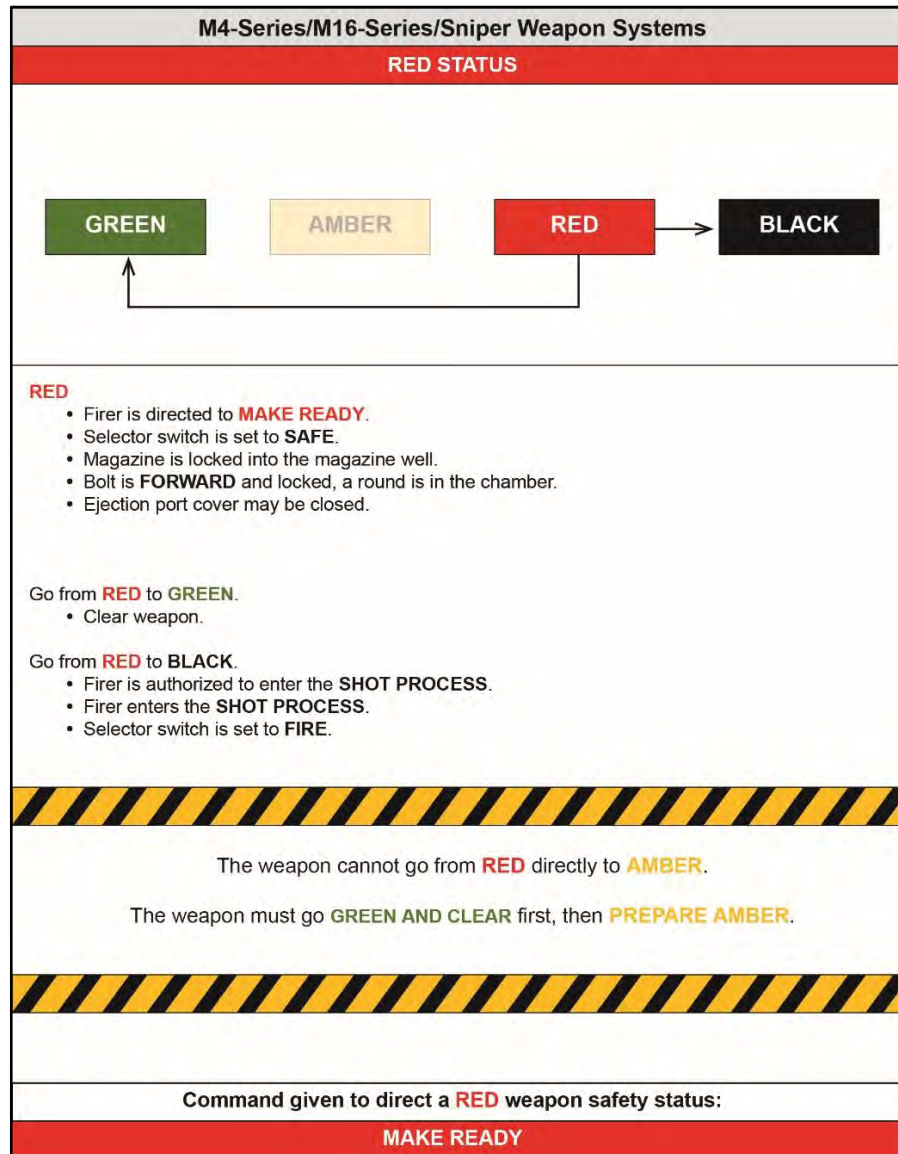 M4-Series/M16-Series/Sniper Weapon Systems
RED STATUS
GREEN
AMBER
RED
BLACK
RED
• Firer is directed to MAKE READY.
• Selector switch is set to SAFE.
• Magazine is locked into the magazine well.
• Bolt is FORWARD and locked, a round is in the chamber.
• Ejection port cover may be closed.
Go from RED to GREEN.
• Clear weapon.
Go from RED to BLACK.
• Firer is authorized to enter the SHOT PROCESS.
• Firer enters the SHOT PROCESS.
• Selector switch is set to FIRE.
The weapon cannot go from RED directly to AMBER.
The weapon must go GREEN AND CLEAR first, then PREPARE AMBER.
Command given to direct a RED weapon safety status:
MAKE READY